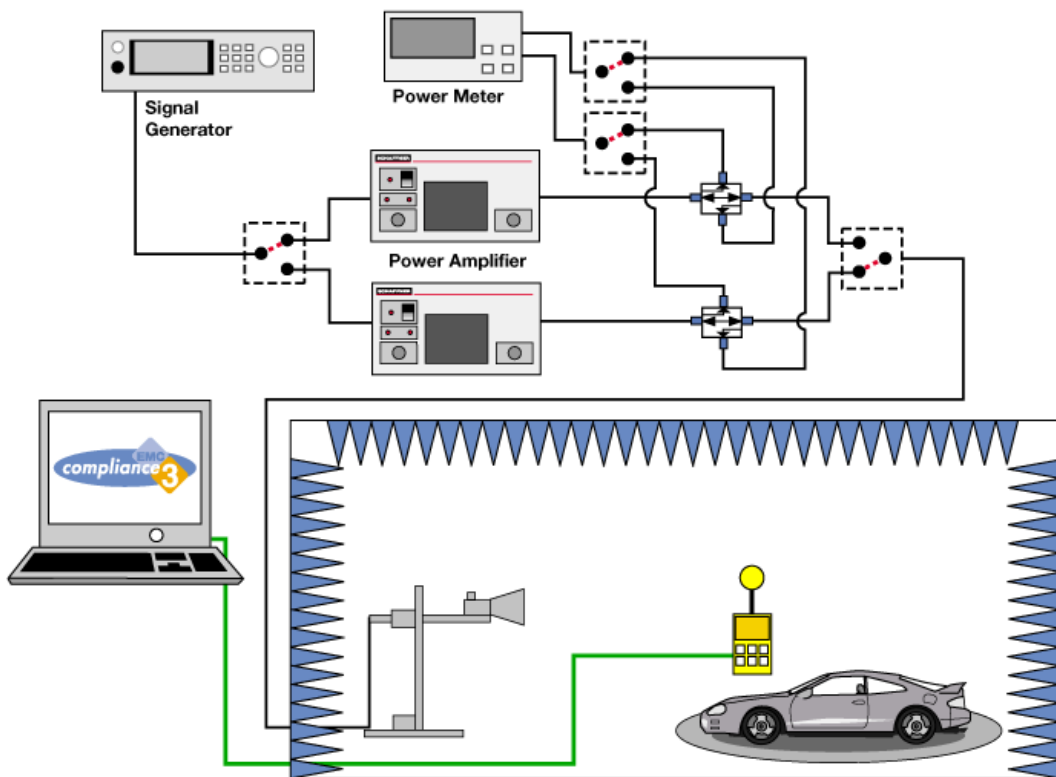 Signal
Generator
Power Meter
Power Amplifier
EMC
compliance 3